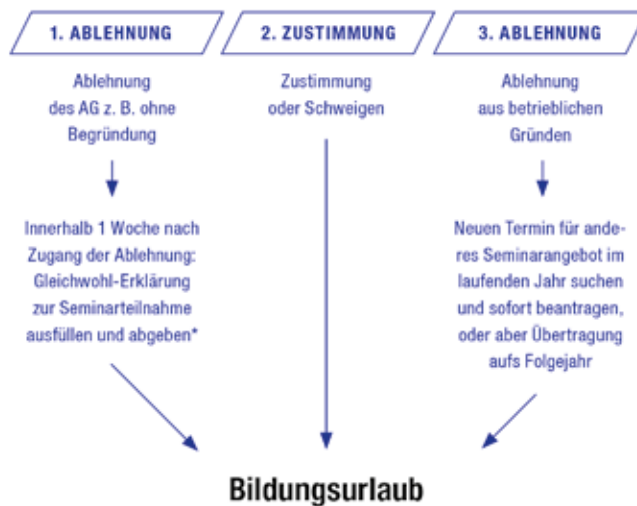 1. ABLEHNUNG
Ablehnung
des AG z. B. ohne
Begründung
Innerhalb 1 Woche nach
Zugang der Ablehnung:
Gleichwohl-Erklärung
zur Seminarteilnahme
ausfüllen und abgeben*
2. ZUSTIMMUNG
Zustimmung
oder Schweigen
3. ABLEHNUNG
Ablehnung
aus betrieblichen
Gründen
Neuen Termin für ande-
res Seminarangebot im
laufenden Jahr suchen
und sofort beantragen,
oder aber Übertragung
aufs Folgejahr
Bildungsurlaub